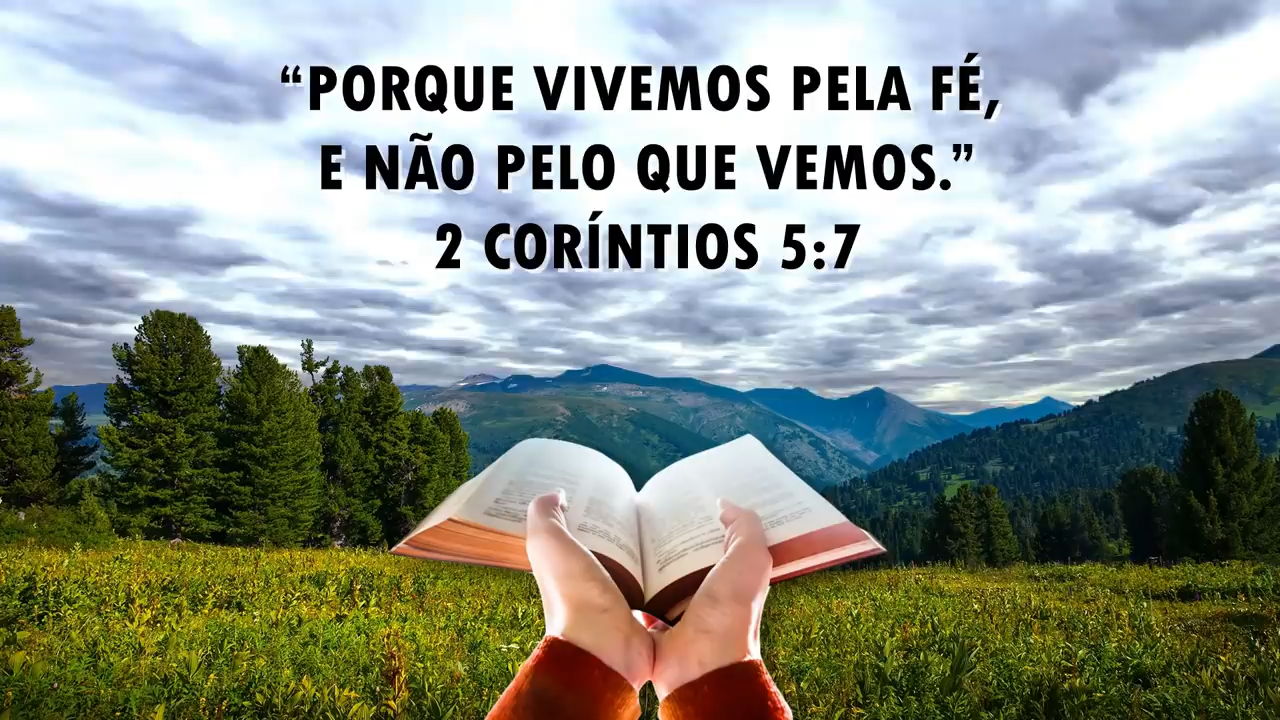 “PORQUE VIVEMOS PELA FÉ,
E NÃO PELO QUE VEMOS.”
2 CORÍNTIOS 5:7